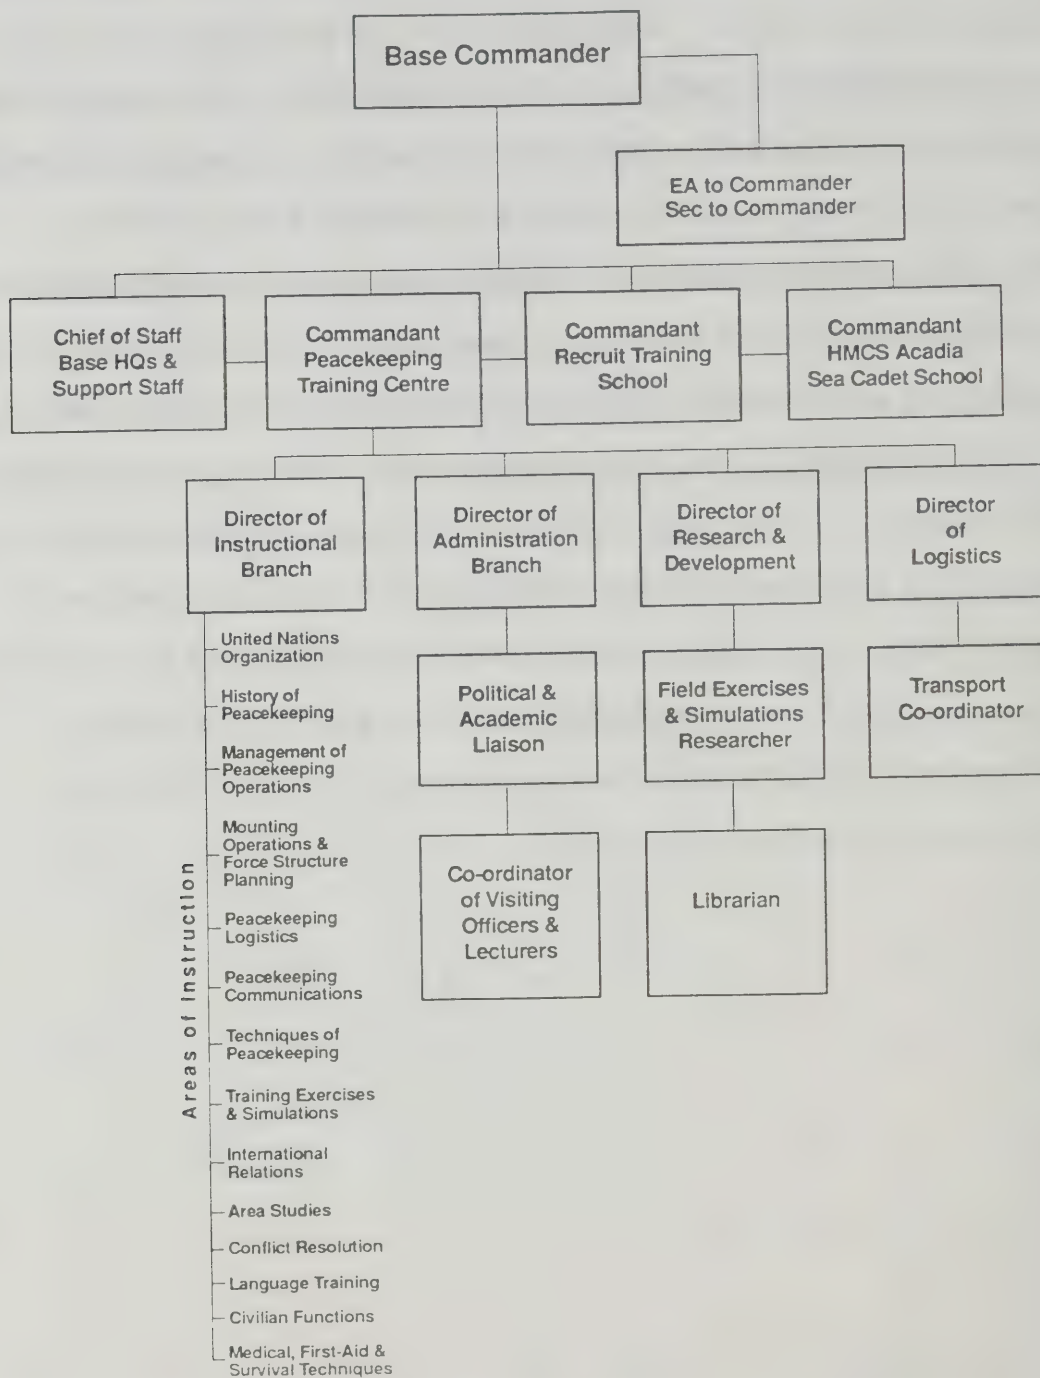 Base Commander
EA to Commander
Sec to Commander
Chief of Staff
Base HQs &
Support Staff
Commandant
Peacekeeping
Training Centre
Commandant
Recruit Training
School
Commandant
HMCS Acadia
Sea Cadet School
Director of
Instructional
Branch
Director of
Administration
Branch
Director of
Research &
Development
Director
of
Logistics
Political &
Academic
Liaison
Field Exercises
& Simulations
Researcher
Transport
Co-ordinator
Co-ordinator
of Visiting
Officers &
Lecturers
Librarian
Areas of Instruction
United Nations
Organization
History of
Peacekeeping
Management of
Peacekeeping
Operations
Mounting
Operations &
Force Structure
Planning
Peacekeeping
Logistics
Peacekeeping
Communications
Techniques of
Peacekeeping
Training Exercises
& Simulations
International
Relations
Area Studies
Conflict Resolution
Language Training
Civilian Functions
Medical, First-Aid &
Survival Techniques